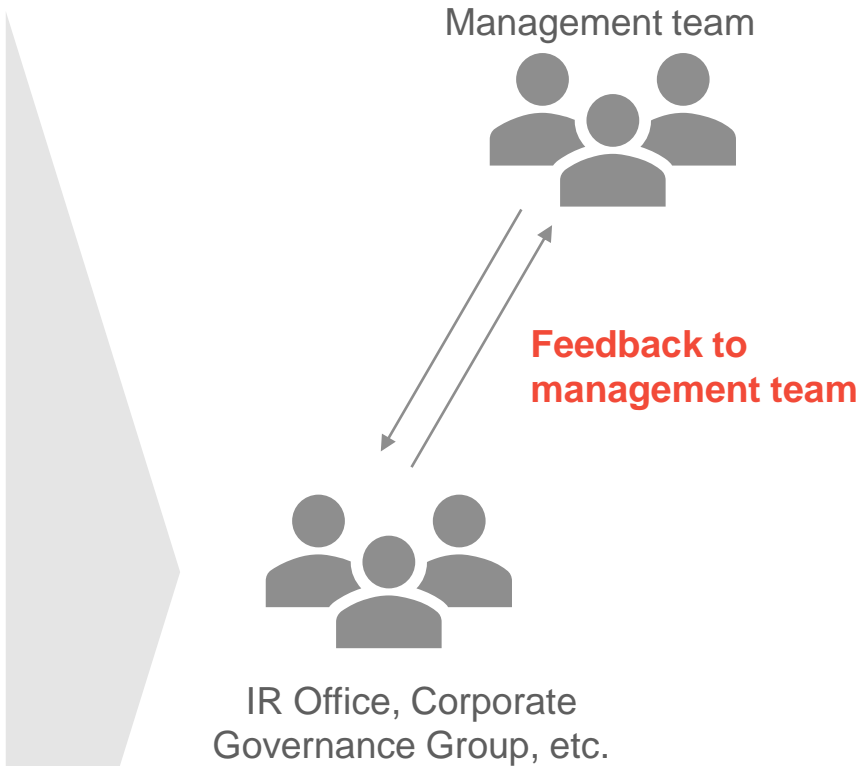 Management team
Feedback to
management team
IR Office, Corporate
Governance Group, etc.